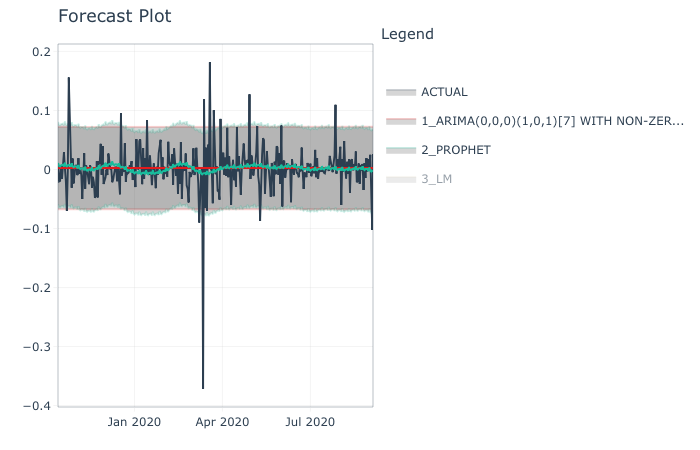 Forecast Plot
Legend
0.2
0.1
0
−0.1
−0.2
−0.3
−0.4
Jan 2020
Apr 2020
Jul 2020
ACTUAL
1_ARIMA(0,0,0)(1,0,1)[7] WITH NON-ZER...
2_PROPHET
3_LM